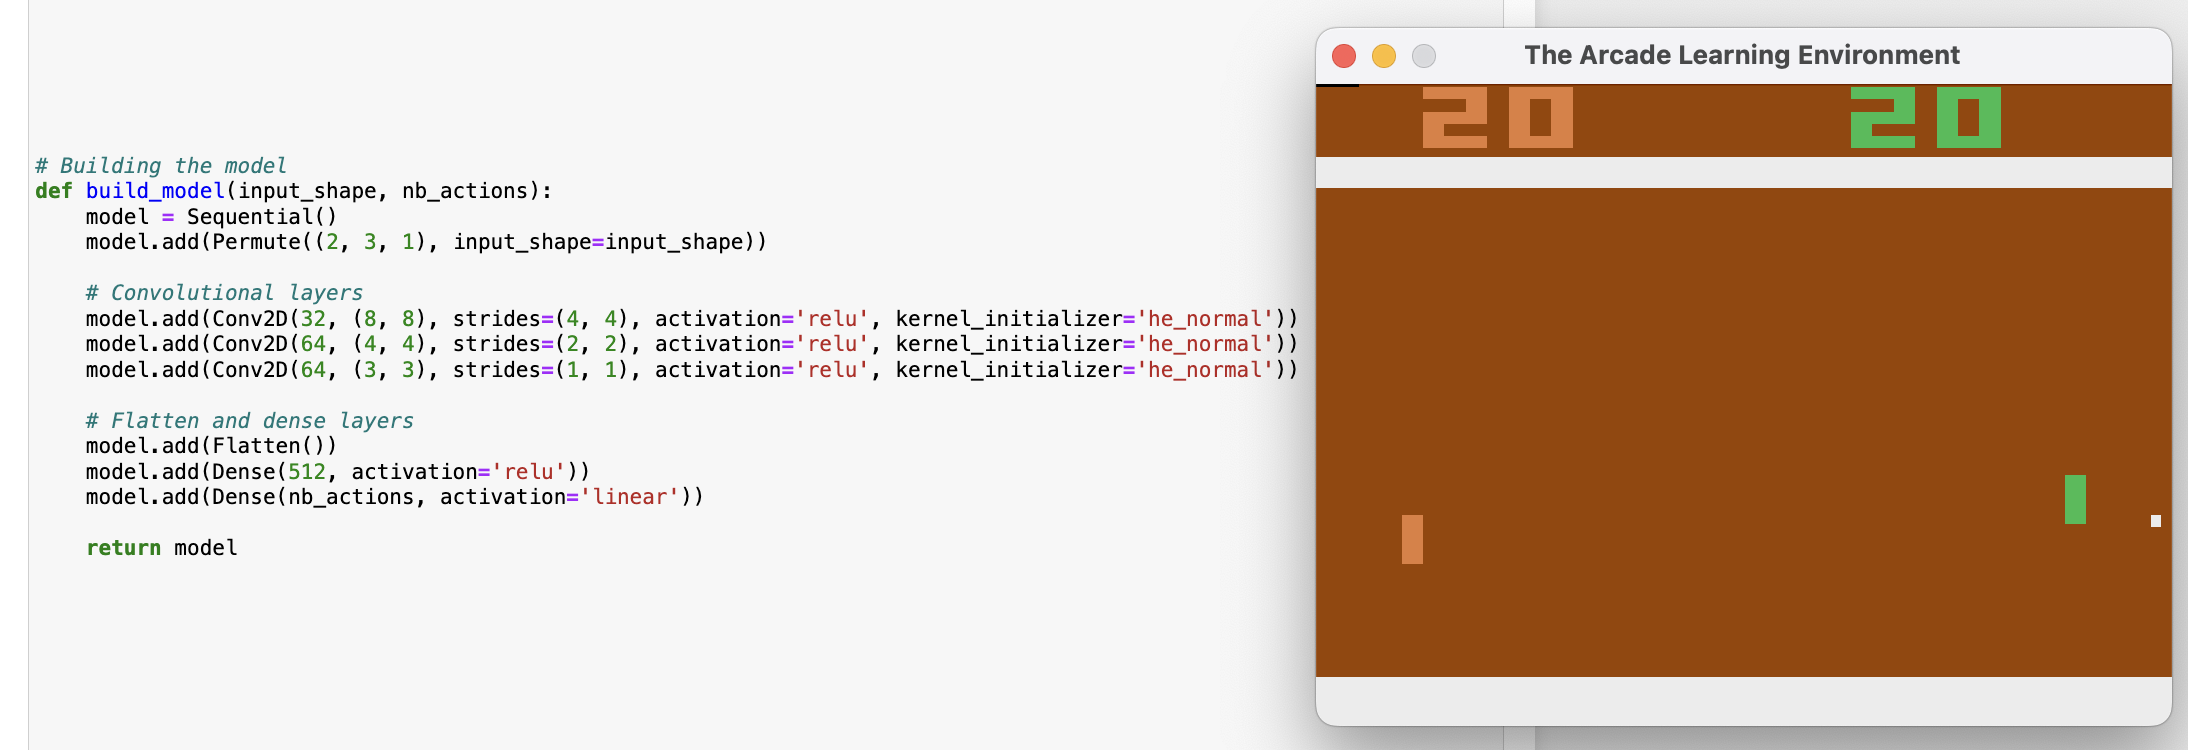 # Building the model
def build_model(input_shape, nb_actions):
    model = Sequential()
    model.add(Permute((2, 3, 1), input_shape=input_shape))
    # Convolutional layers
    model.add(Conv2D(32, (8, 8), strides=(4, 4), activation='relu', kernel_initializer='he_normal'))
    model.add(Conv2D(64, (4, 4), strides=(2, 2), activation='relu', kernel_initializer='he_normal'))
    model.add(Conv2D(64, (3, 3), strides=(1, 1), activation='relu', kernel_initializer='he_normal'))
    # Flatten and dense layers
    model.add(Flatten())
    model.add(Dense(512, activation='relu'))
    model.add(Dense(nb_actions, activation='linear'))
    return model
The Arcade Learning Environment
20 20